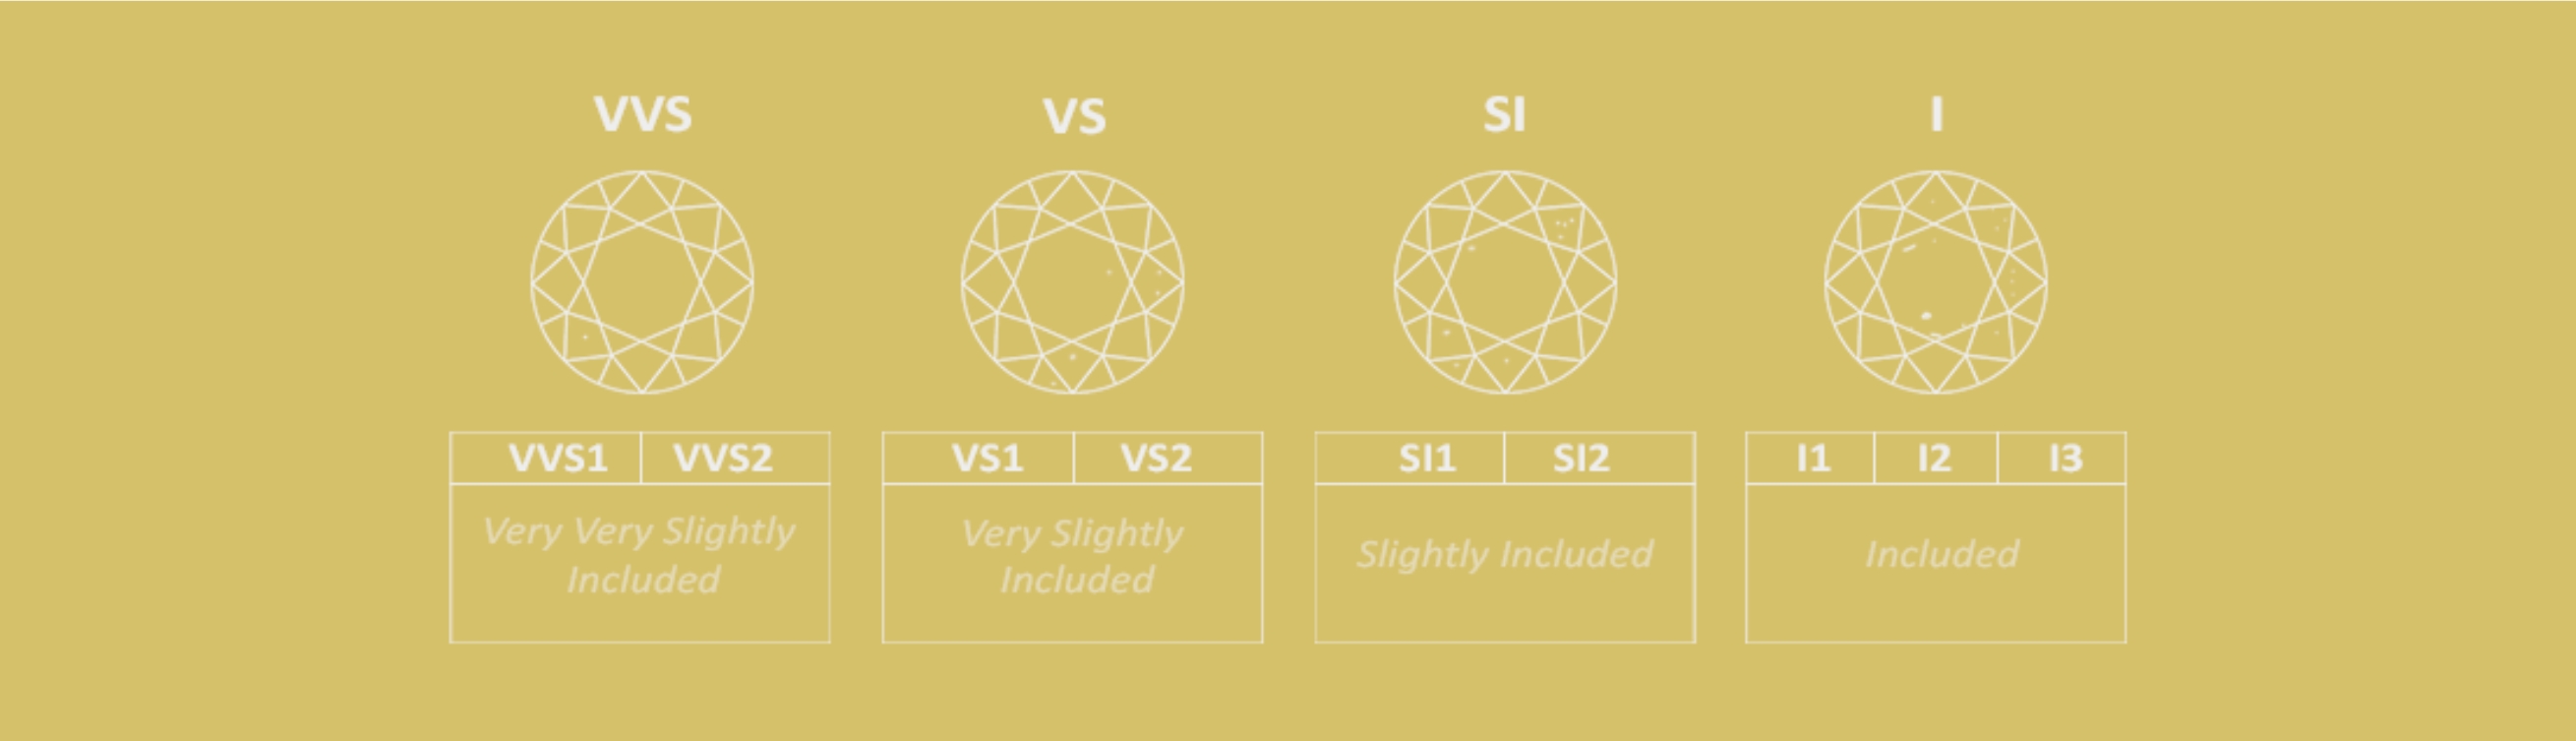 VVS
VS
SI
I
VVS1 VVS2
VS1 VS2
SI1 SI2
I1 I2 I3
Very Very Slightly
Included
Very Slightly
Included
Slightly Included
Included